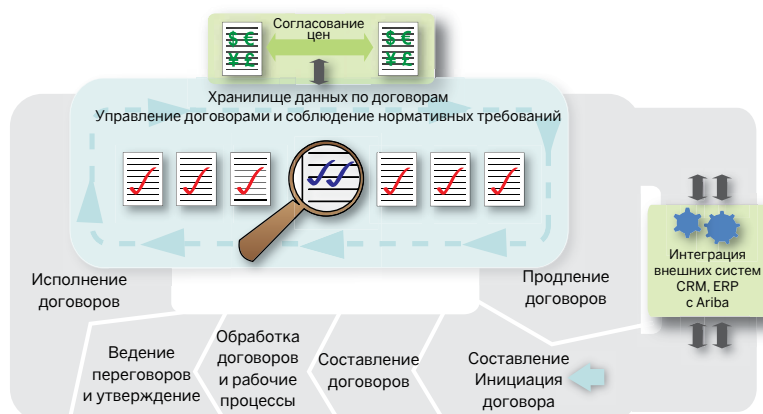 Согласование
цен
$€
¥£
$€
¥£
Хранилище данных по договорам
Управление договорами и соблюдение нормативных требований
Исполнение
договоров
Продление
договоров
Интеграция
внешних систем
CRM, ERP
с Ariba
Ведение
переговоров
и утверждение
Обработка
договоров
и рабочие
процессы
Составление
договоров
Составление
Инициация
договора